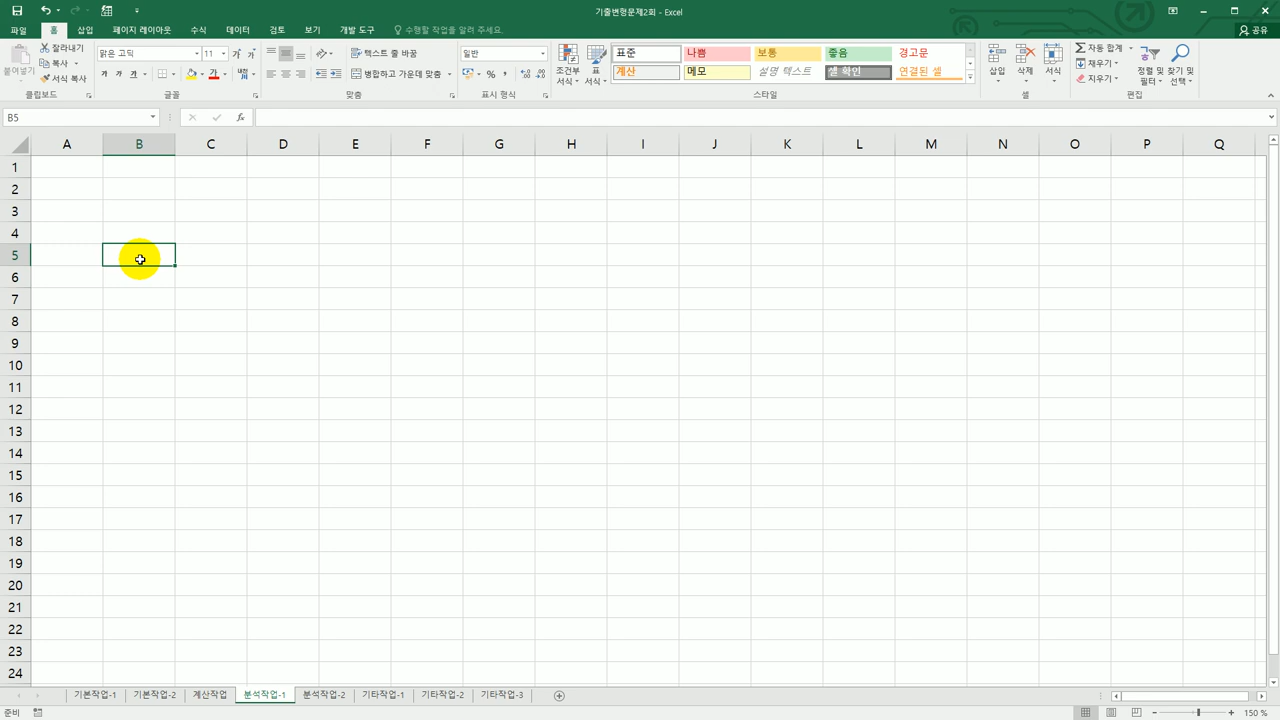 기출변형문제2회 - Excel
파일 홈 삽입 페이지 레이아웃 수식 데이터 검토 보기 개발 도구 수행할 작업을 알려 주세요. 공유
붙여넣기 잘라내기 복사 서식 복사 클립보드
맑은 고딕 11 가 가 가 가 가 가 글꼴
텍스트 줄 바꿈 병합하고 가운데 맞춤 맞춤
일반 % , 표시 형식
조건부 서식 표 서식
표준 나쁨 보통 좋음 경고문
계산 메모 설명 텍스트 셀 확인 연결된 셀
스타일
삽입 삭제 서식 셀
자동 합계 채우기 지우기 정렬 및 필터 찾기 및 선택 편집
B5 fx
A B C D E F G H I J K L M N O P Q
1
2
3
4
5
6
7
8
9
10
11
12
13
14
15
16
17
18
19
20
21
22
23
24
기본작업-1 기본작업-2 계산작업 분석작업-1 분석작업-2 기타작업-1 기타작업-2 기타작업-3
준비 150 %